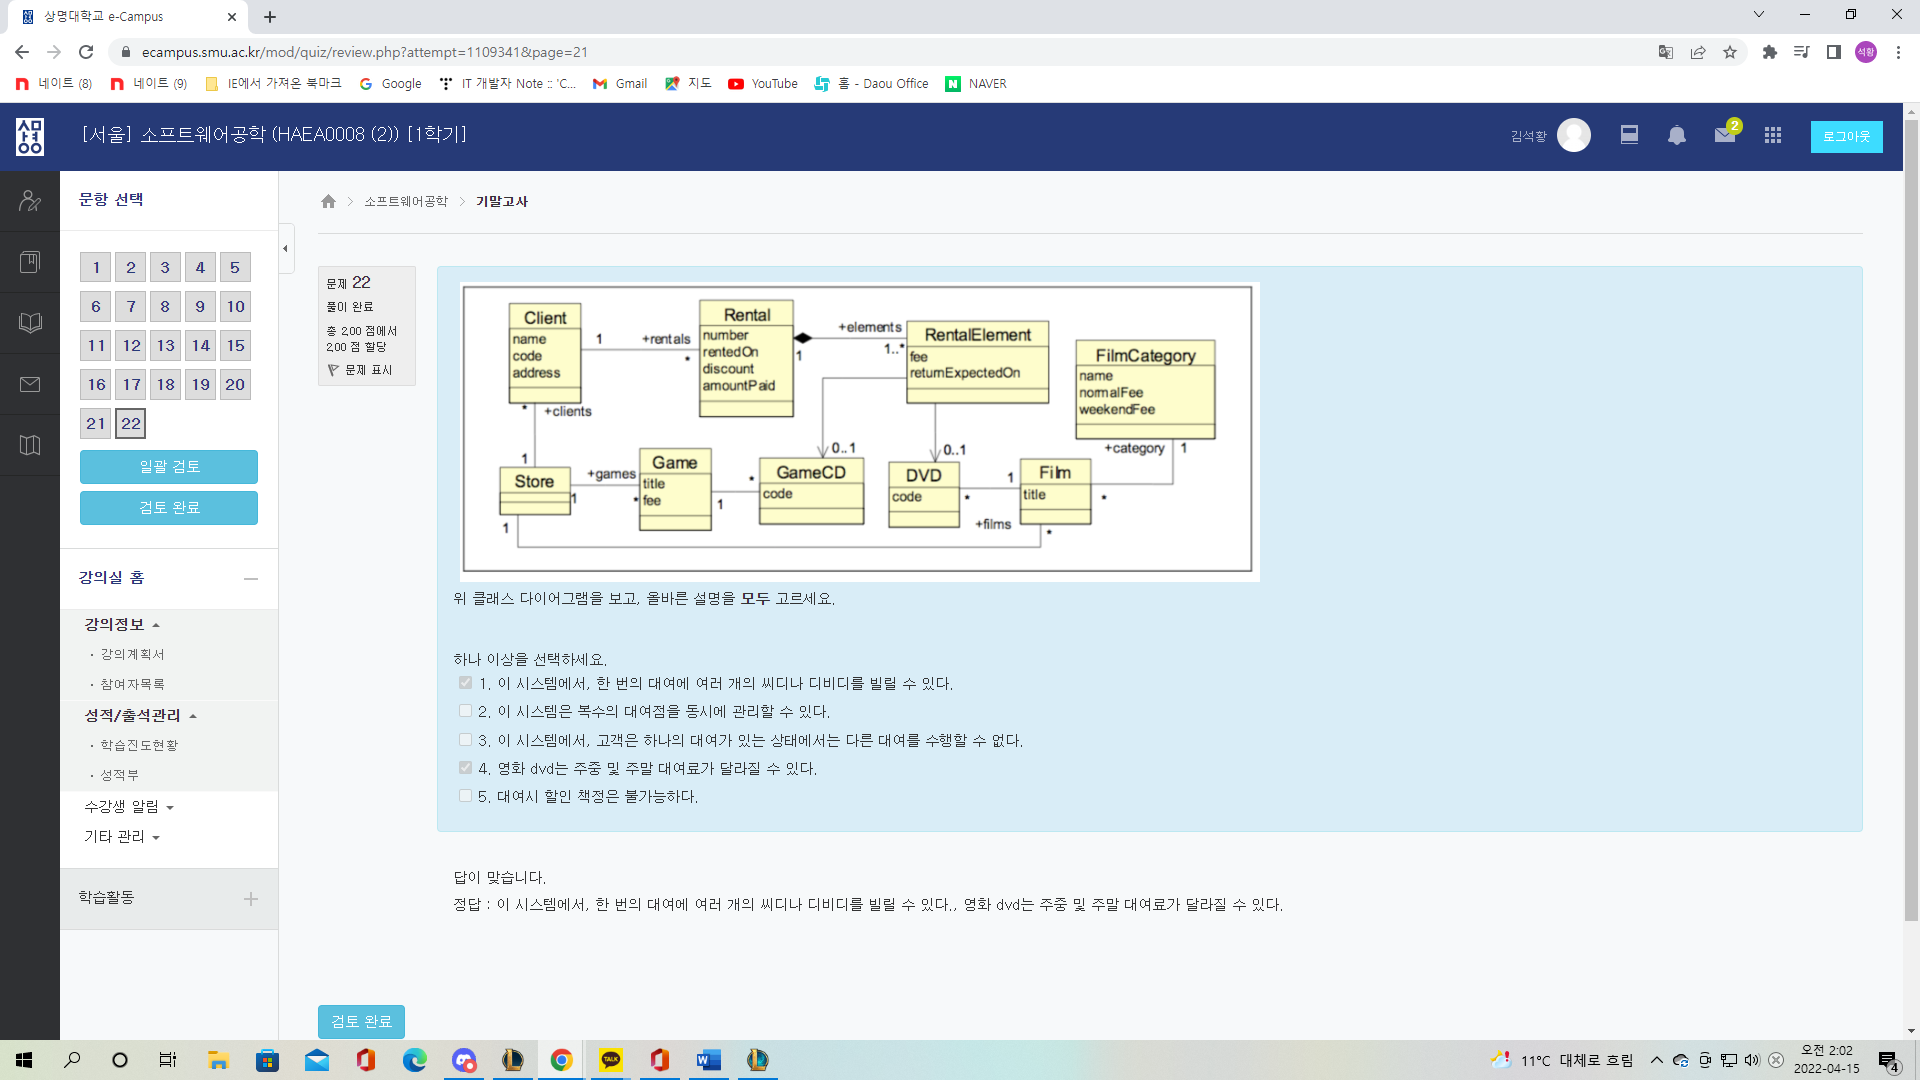 상명대학교 e-Campus
ecampus.smu.ac.kr/mod/quiz/review.php?attempt=1109341&page=21
석황
네이트 (8)
네이트 (9)
IE에서 가져온 북마크
Google
IT 개발자 Note :: 'C...
Gmail
지도
YouTube
홈 - Daou Office
NAVER
[서울] 소프트웨어공학 (HAEA0008 (2)) [1학기]
김석황
2
로그아웃
문항 선택
소프트웨어공학
기말고사
1 2 3 4 5
6 7 8 9 10
11 12 13 14 15
16 17 18 19 20
21 22
일괄 검토
검토 완료
강의실 홈
강의정보
· 강의계획서
· 참여자목록
성적/출석관리
· 학습진도현황
· 성적부
수강생 알림
기타 관리
학습활동
문제 22
풀이 완료
총 2.00 점에서
2.00 점 할당
문제 표시
Client
name
code
address
1
+rentals
*
Rental
number
rentedOn
discount
amountPaid
+elements
1
1..*
RentalElement
fee
returnExpectedOn
FilmCategory
name
normalFee
weekendFee
* +clients
1
Store
1
+games
*
Game
title
fee
1
*
0..1
GameCD
code
0..1
DVD
code
*
1
Film
title
+category 1
*
1
+films
*
위 클래스 다이어그램을 보고, 올바른 설명을 모두 고르세요.
하나 이상을 선택하세요.
1. 이 시스템에서, 한 번의 대여에 여러 개의 씨디나 디비디를 빌릴 수 있다.
2. 이 시스템은 복수의 대여점을 동시에 관리할 수 있다.
3. 이 시스템에서, 고객은 하나의 대여가 있는 상태에서는 다른 대여를 수행할 수 없다.
4. 영화 dvd는 주중 및 주말 대여료가 달라질 수 있다.
5. 대여시 할인 책정은 불가능하다.
답이 맞습니다.
정답 : 이 시스템에서, 한 번의 대여에 여러 개의 씨디나 디비디를 빌릴 수 있다., 영화 dvd는 주중 및 주말 대여료가 달라질 수 있다.
검토 완료
TALK
11°C 대체로 흐림
오전 2:02
2022-04-15
4